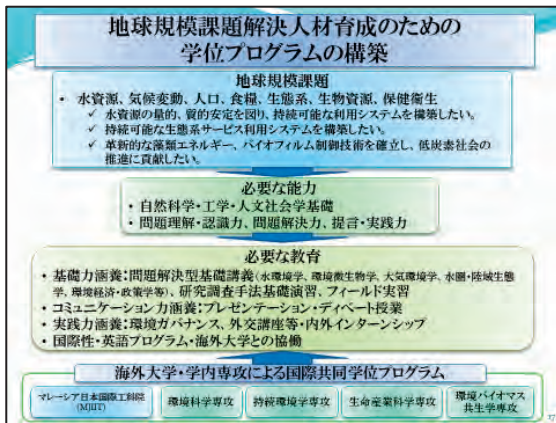 地球規模課題解決人材育成のための
学位プログラムの構築
地球規模課題
• 水資源、気候変動、人口、食糧、生態系、生物資源、保健衛生
✓ 水資源の量的、質的安定を図り、持続可能な利用システムを構築したい。
✓ 持続可能な生態系サービス利用システムを構築したい。
✓ 革新的な藻類エネルギー、バイオフィルム制御技術を確立し、低炭素社会の
推進に貢献したい。
必要な能力
• 自然科学・工学・人文社会学基礎
• 問題理解・認識力、問題解決力、提言・実践力
必要な教育
• 基礎力涵養：問題解決型基礎講義(水環境学、環境微生物学、大気環境学、水圏・陸域生態
学、環境経済・政策学等)、研究調査手法基礎演習、フィールド実習
• コミュニケーション力涵養：プレゼンテーション・ディベート授業
• 実践力涵養：環境ガバナンス、外交講座等・内外インターンシップ
• 国際性・英語プログラム・海外大学との協働
海外大学・学内専攻による国際共同学位プログラム
マレーシア日本国際工科院
(MJIIT)
環境科学専攻
持続環境学専攻
生命産業科学専攻
環境バイオマス
共生学専攻